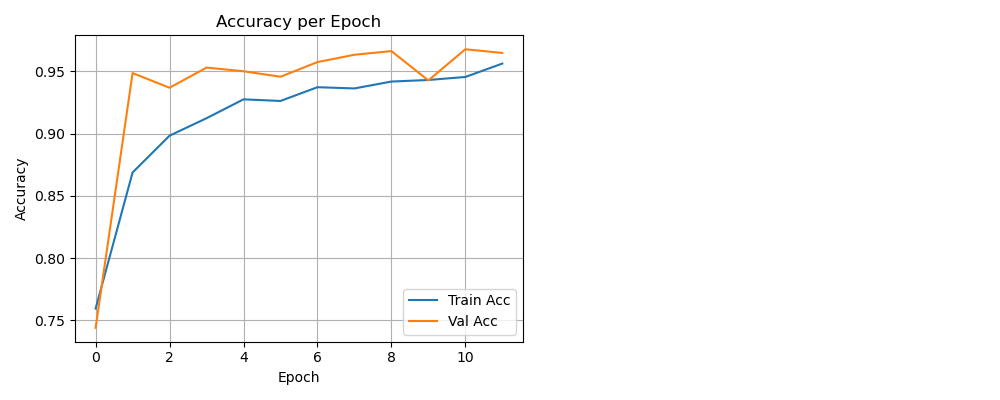 Accuracy per Epoch
Accuracy
0.95
0.90
0.85
0.80
0.75
Train Acc
Val Acc
0 2 4 6 8 10
Epoch